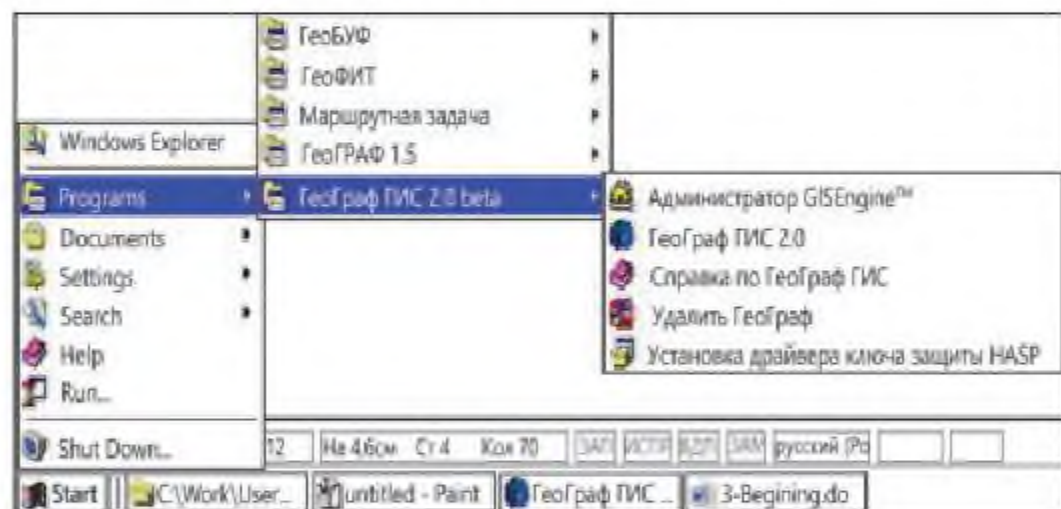 ГеоБУФ
ГеоФИТ
Маршрутная задача
ГеоГРАФ 1.5
ГеоГраф ГИС 2.0 beta
Windows Explorer
Programs
Documents
Settings
Search
Help
Run...
Shut Down...
Администратор GISEngine™
ГеоГраф ГИС 2.0
Справка по ГеоГраф ГИС
Удалить ГеоГраф
Установка драйвера ключа защиты HASP
12 На 4.6см Ст 4 Кол 70 ЗАП ИСПР ВДЛ ЗАМ русский (Ро
Start C:\Work\User... untitled - Paint ГеоГраф ГИС ... 3-Begining.do